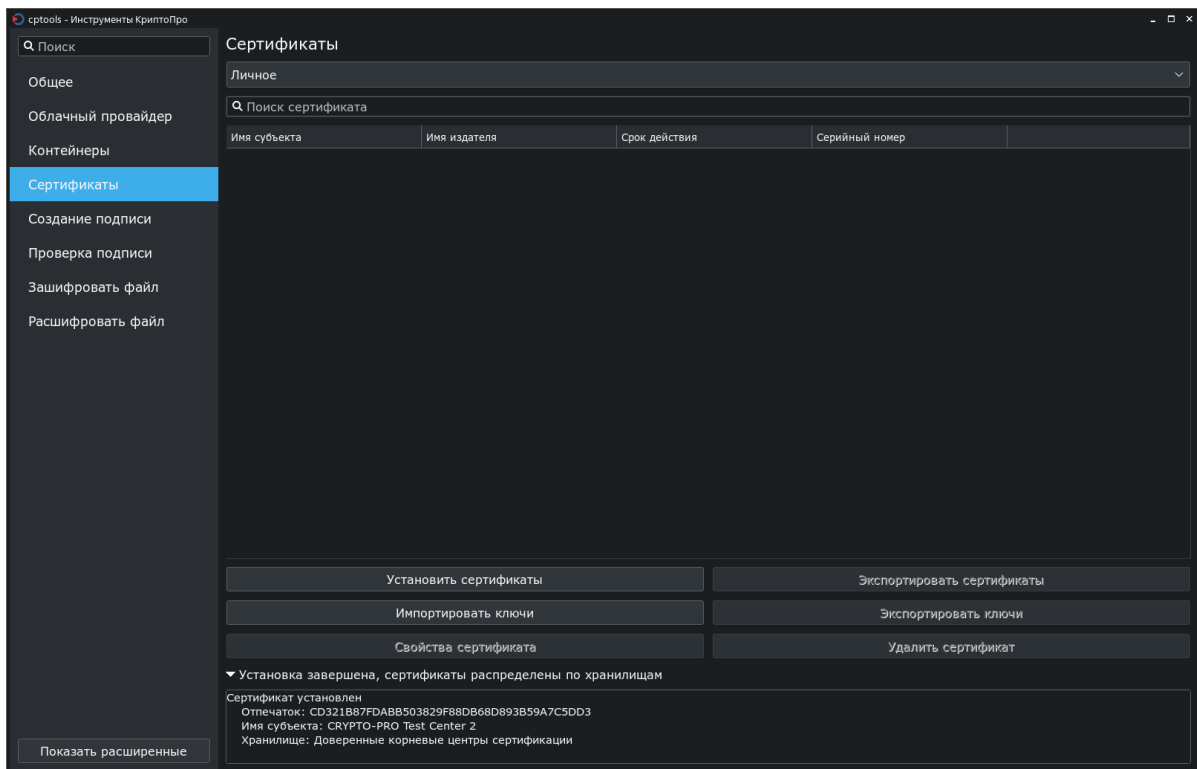 cptools - Инструменты КриптоПро
Поиск
Общее
Облачный провайдер
Контейнеры
Сертификаты
Создание подписи
Проверка подписи
Зашифровать файл
Расшифровать файл
Показать расширенные
Сертификаты
Личное
Поиск сертификата
Имя субъекта Имя издателя Срок действия Серийный номер
Установить сертификаты Экспортировать сертификаты
Импортировать ключи Экспортировать ключи
Свойства сертификата Удалить сертификат
Установка завершена, сертификаты распределены по хранилищам
Сертификат установлен
Отпечаток: CD321B87FDABB503829F88DB68D893B59A7C5DD3
Имя субъекта: CRYPTO-PRO Test Center 2
Хранилище: Доверенные корневые центры сертификации